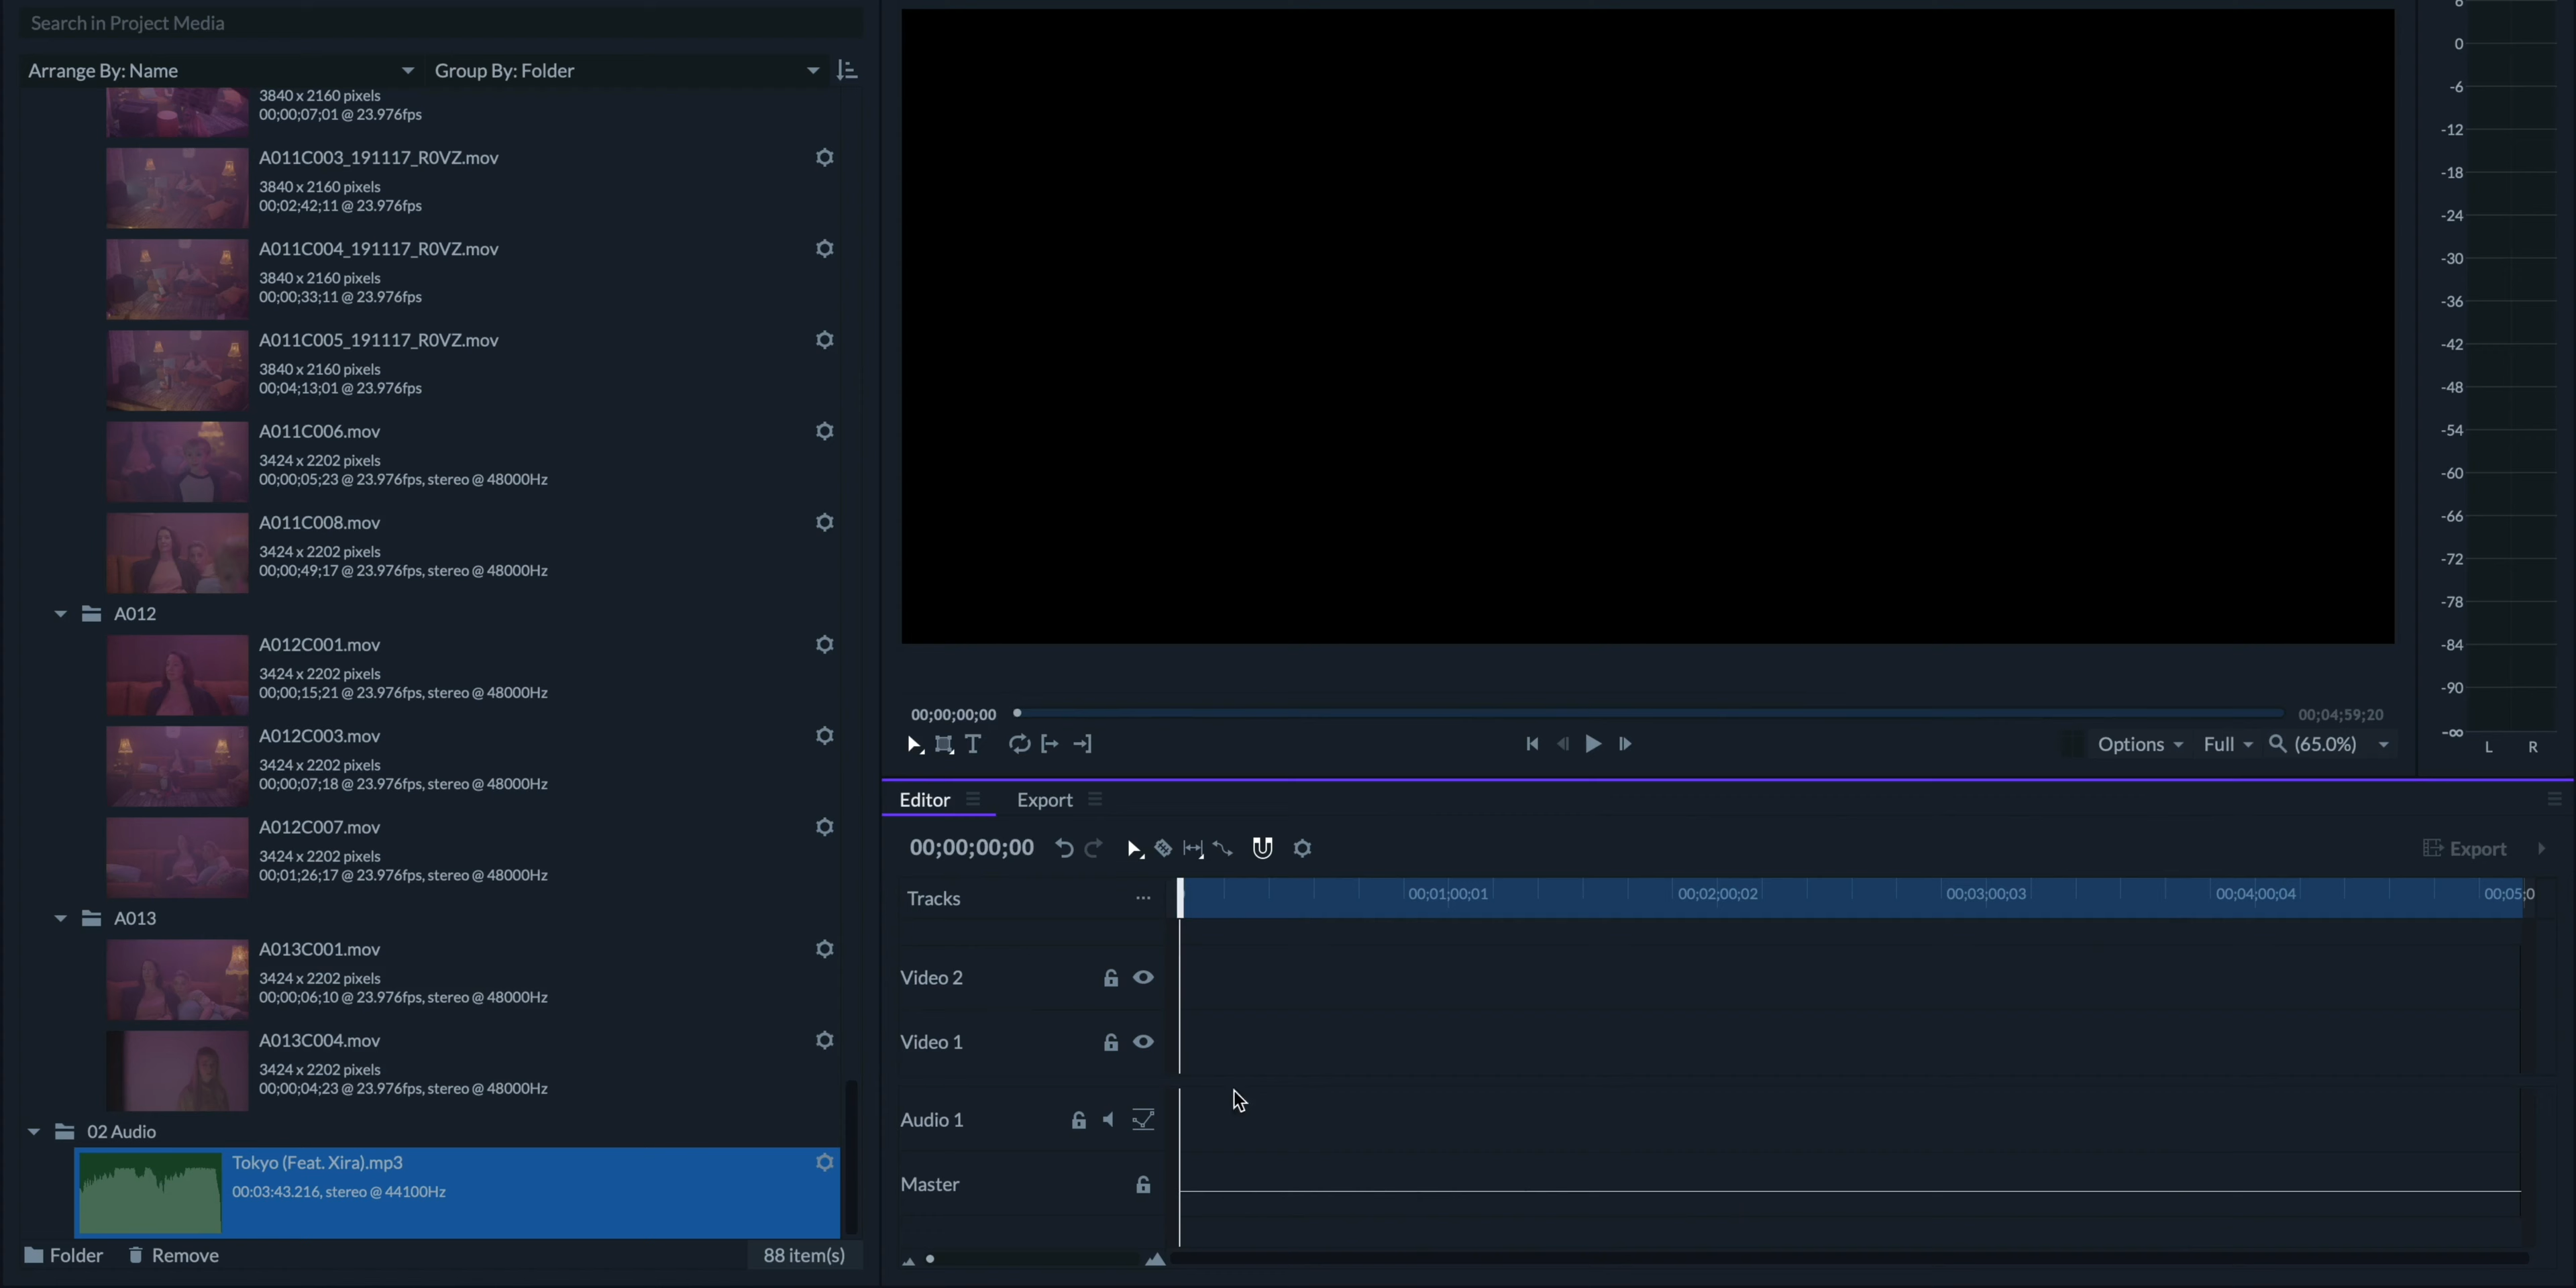 Search in Project Media
Arrange By: Name
Group By: Folder
3840 x 2160 pixels
00;00;07;01 @ 23.976fps
A011C003_191117_R0VZ.mov
3840 x 2160 pixels
00;02;42;11 @ 23.976fps
A011C004_191117_R0VZ.mov
3840 x 2160 pixels
00;00;33;11 @ 23.976fps
A011C005_191117_R0VZ.mov
3840 x 2160 pixels
00;04;13;01 @ 23.976fps
A011C006.mov
3424 x 2202 pixels
00;00;05;23 @ 23.976fps, stereo @ 48000Hz
A011C008.mov
3424 x 2202 pixels
00;00;49;17 @ 23.976fps, stereo @ 48000Hz
A012
A012C001.mov
3424 x 2202 pixels
00;00;15;21 @ 23.976fps, stereo @ 48000Hz
A012C003.mov
3424 x 2202 pixels
00;00;07;18 @ 23.976fps, stereo @ 48000Hz
A012C007.mov
3424 x 2202 pixels
00;01;26;17 @ 23.976fps, stereo @ 48000Hz
A013
A013C001.mov
3424 x 2202 pixels
00;00;06;10 @ 23.976fps, stereo @ 48000Hz
A013C004.mov
3424 x 2202 pixels
00;00;04;23 @ 23.976fps, stereo @ 48000Hz
02 Audio
Tokyo (Feat. Xira).mp3
00:03:43.216, stereo @ 44100Hz
Folder
Remove
88 item(s)
00;00;00;00
00;04;59;20
T
Options
Full
(65.0%)
0
-6
-12
-18
-24
-30
-36
-42
-48
-54
-60
-66
-72
-78
-84
-90
-∞
L R
Editor
Export
00;00;00;00
Export
Tracks
...
00;01;00;01
00;02;00;02
00;03;00;03
00;04;00;04
00;05;0
Video 2
Video 1
Audio 1
Master